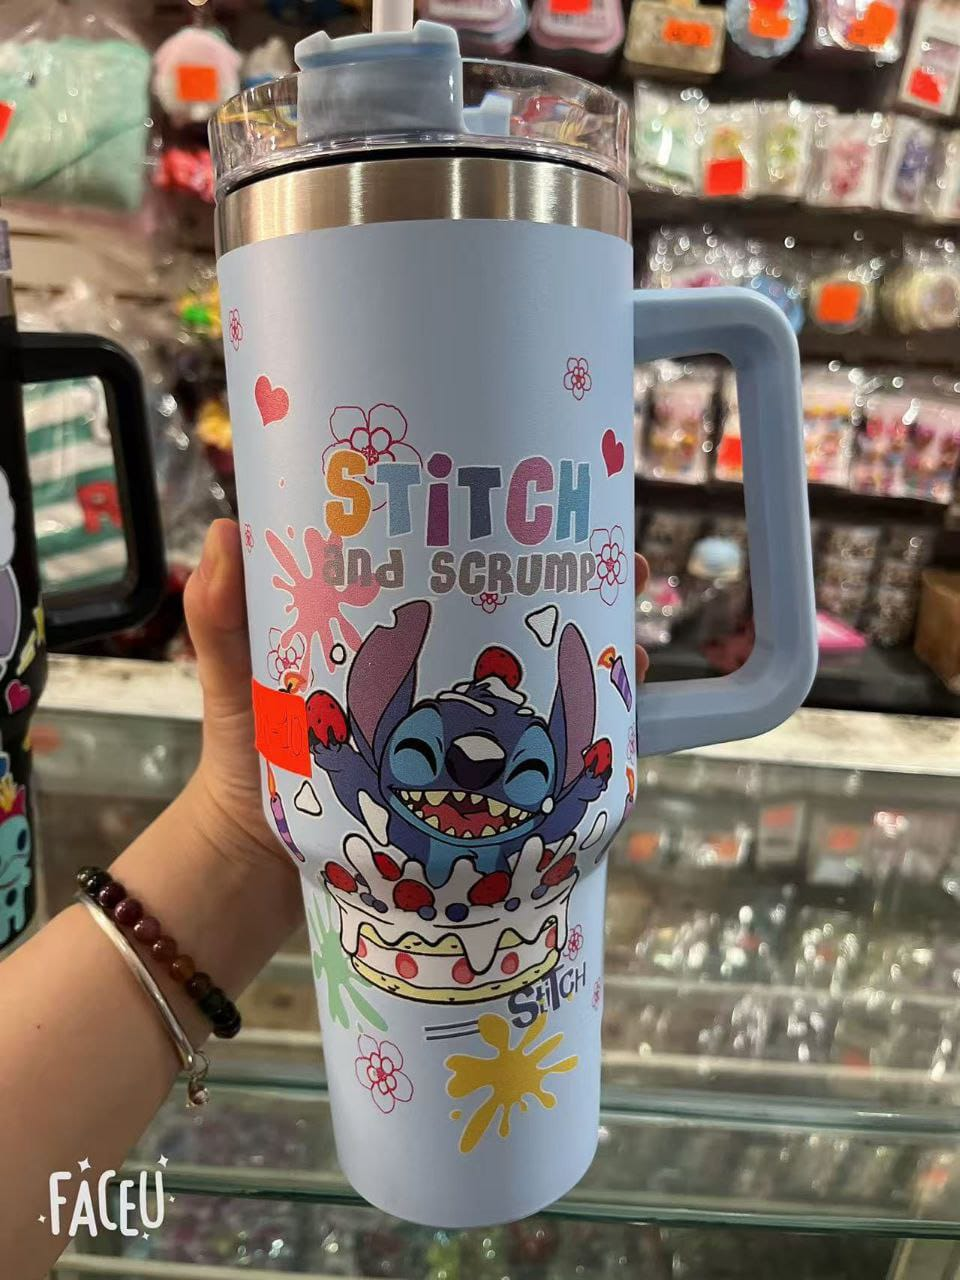 STiTCH
and SCRUMP
STiTCH
FACEU